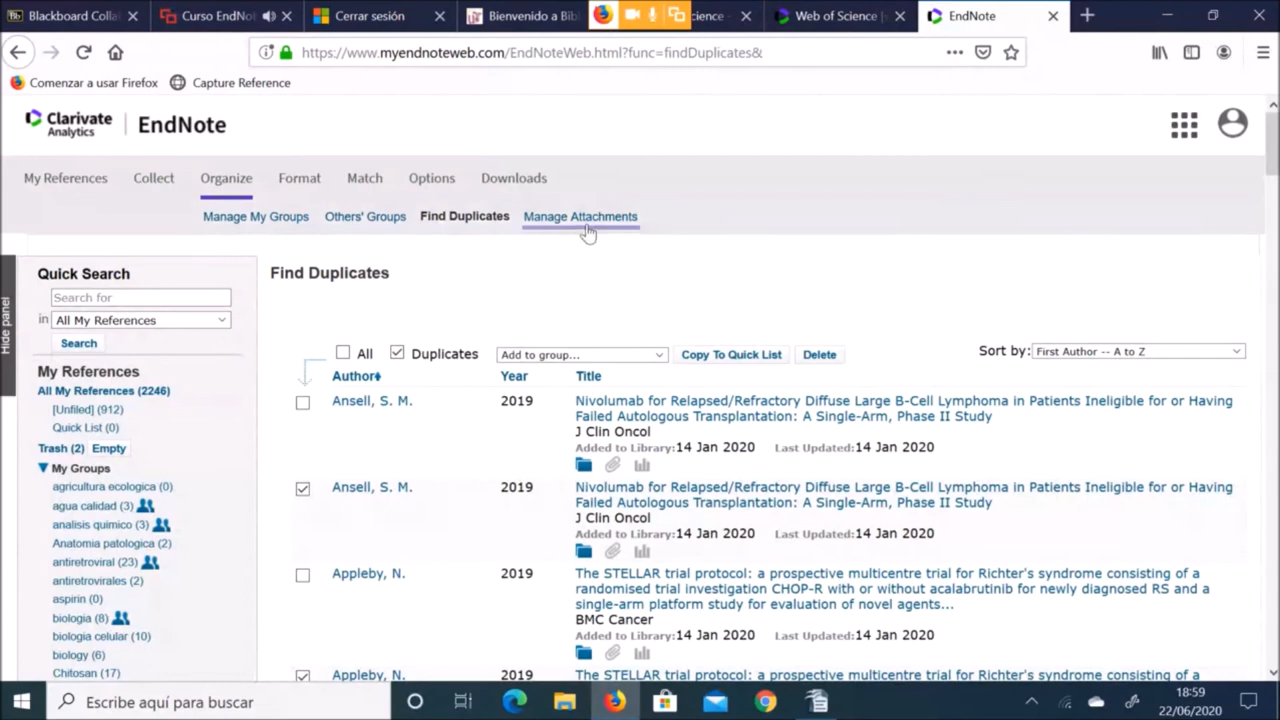 Blackboard Colla
Curso EndNot
Cerrar sesión
Bienvenido a Bib
cience -
Web of Science [
EndNote
https://www.myendnoteweb.com/EndNoteWeb.html?func=findDuplicates&
Comenzar a usar Firefox
Capture Reference
Clarivate
Analytics
EndNote
My References
Collect
Organize
Format
Match
Options
Downloads
Manage My Groups
Others' Groups
Find Duplicates
Manage Attachments
Hide panel
Quick Search
Search for
in All My References
Search
My References
All My References (2246)
[Unfiled] (912)
Quick List (0)
Trash (2) Empty
My Groups
agricultura ecologica (0)
agua calidad (3)
analisis quimico (3)
Anatomia patologica (2)
antiretroviral (23)
antiretrovirales (2)
aspirin (0)
biologia (8)
biologia celular (10)
biology (6)
Chitosan (17)
Find Duplicates
All Duplicates Add to group... Copy To Quick List Delete
Sort by: First Author -- A to Z
Author Year Title
Ansell, S. M. 2019 Nivolumab for Relapsed/Refractory Diffuse Large B-Cell Lymphoma in Patients Ineligible for or Having
Failed Autologous Transplantation: A Single-Arm, Phase II Study
J Clin Oncol
Added to Library:14 Jan 2020 Last Updated:14 Jan 2020
Ansell, S. M. 2019 Nivolumab for Relapsed/Refractory Diffuse Large B-Cell Lymphoma in Patients Ineligible for or Having
Failed Autologous Transplantation: A Single-Arm, Phase II Study
J Clin Oncol
Added to Library:14 Jan 2020 Last Updated:14 Jan 2020
Appleby, N. 2019 The STELLAR trial protocol: a prospective multicentre trial for Richter's syndrome consisting of a
randomised trial investigation CHOP-R with or without acalabrutinib for newly diagnosed RS and a
single-arm platform study for evaluation of novel agents...
BMC Cancer
Added to Library:14 Jan 2020 Last Updated:14 Jan 2020
Appleby, N. 2019 The STELLAR trial protocol: a prospective multicentre trial for Richter's syndrome consisting of a
Escribe aquí para buscar
18:59
22/06/2020